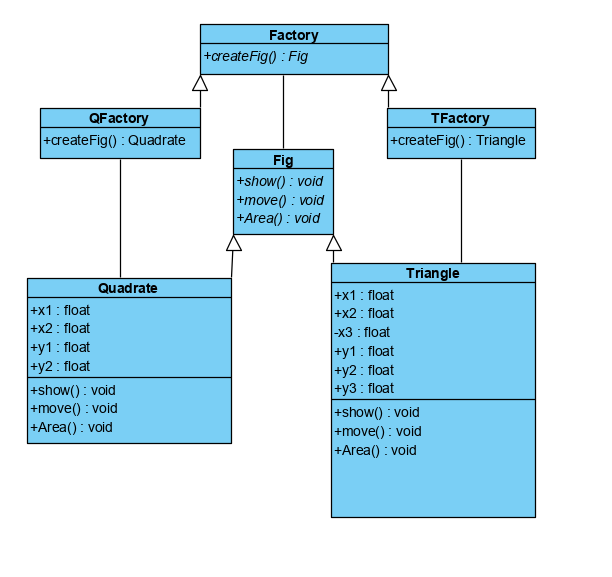 Factory
+createFig() : Fig
QFactory
+createFig() : Quadrate
TFactory
+createFig() : Triangle
Fig
+show() : void
+move() : void
+Area() : void
Quadrate
+x1 : float
+x2 : float
+y1 : float
+y2 : float
+show() : void
+move() : void
+Area() : void
Triangle
+x1 : float
+x2 : float
-x3 : float
+y1 : float
+y2 : float
+y3 : float
+show() : void
+move() : void
+Area() : void